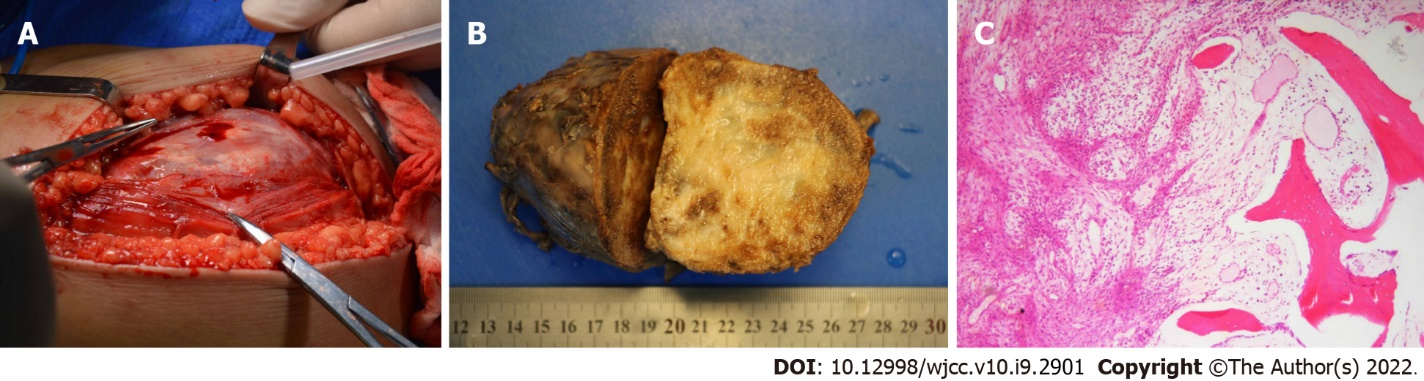 A
B
C
12 13 14 15 16 17 18 19 20 21 22 23 24 25 26 27 28 29 30
DOI: 10.12998/wjcc.v10.i9.2901 Copyright ©The Author(s) 2022.